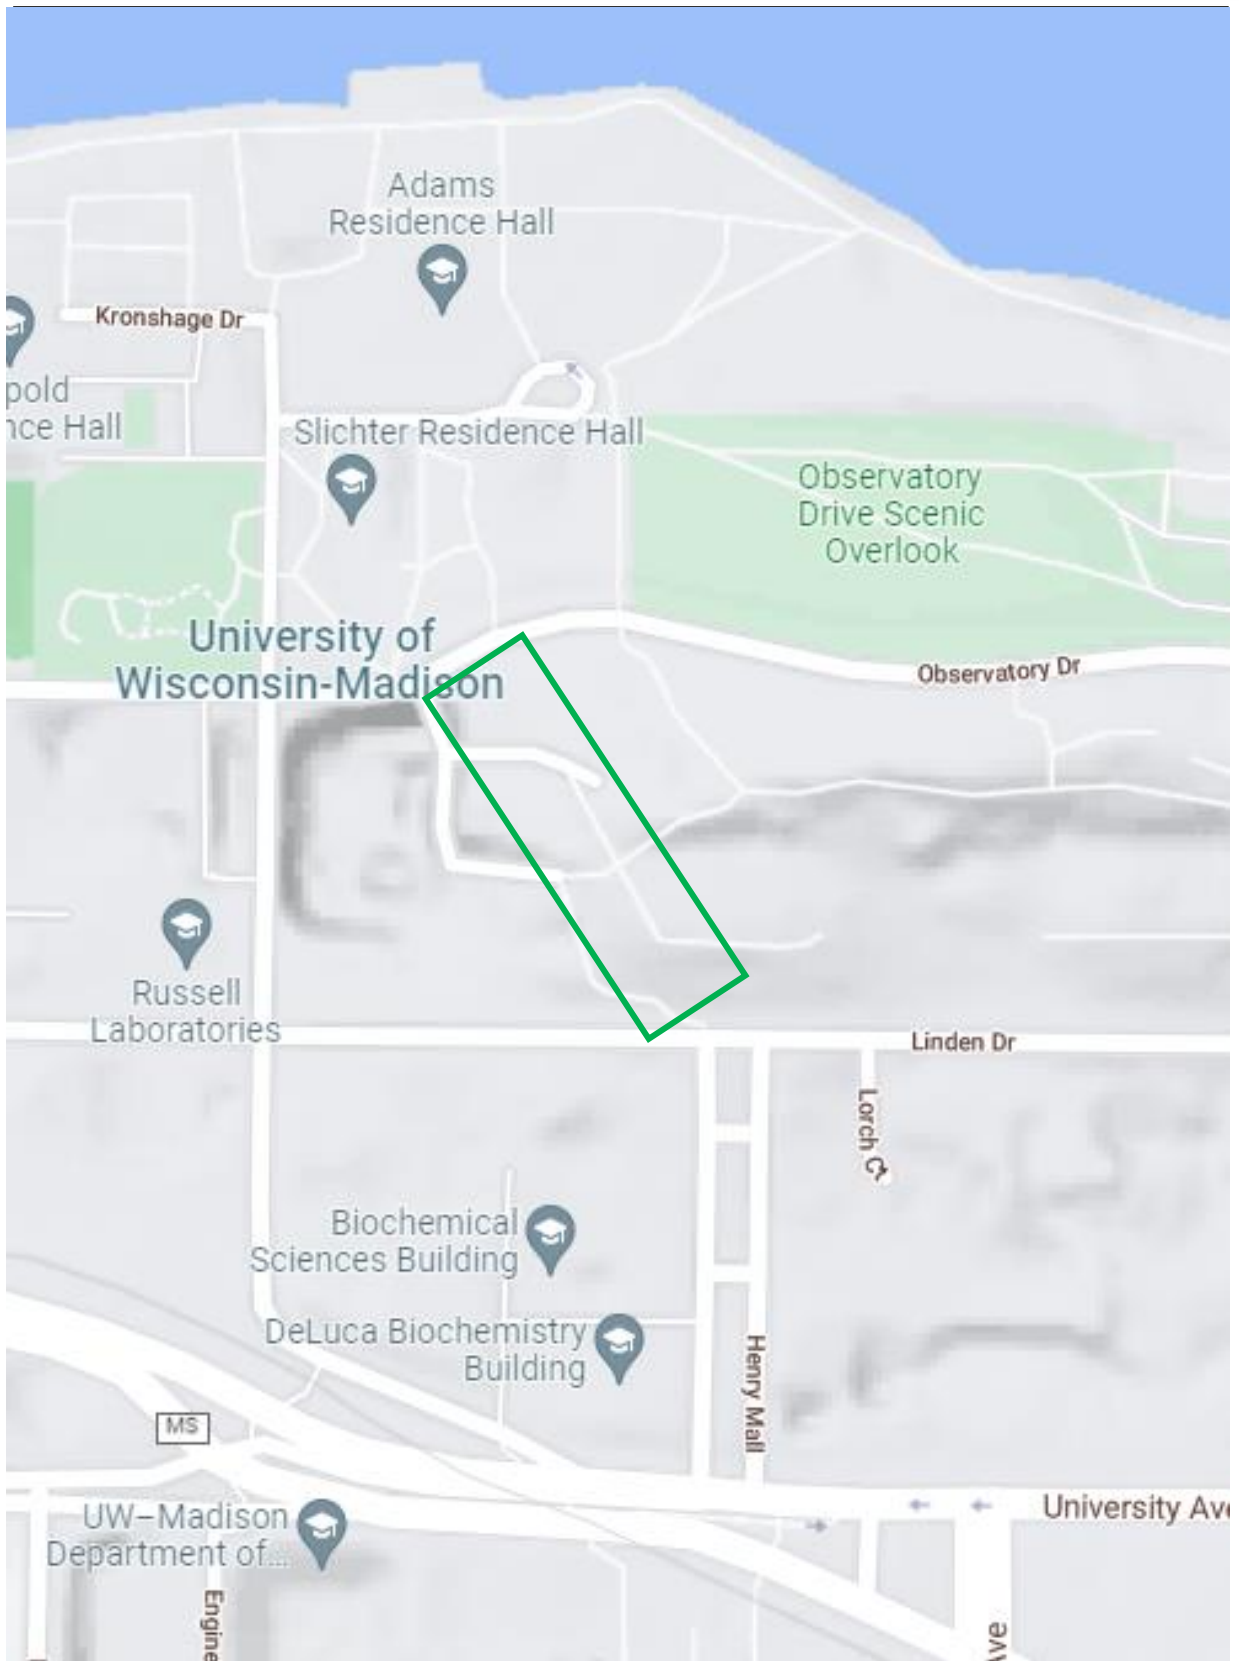 Adams
Residence Hall
Kronshage Dr
pold
nce Hall
Slichter Residence Hall
Observatory
Drive Scenic
Overlook
University of
Wisconsin-Madison
Observatory Dr
Russell
Laboratories
Linden Dr
Lorch Ct
Biochemical
Sciences Building
DeLuca Biochemistry
Building
Henry Mall
MS
University Ave
UW–Madison
Department of...
Engine
ve